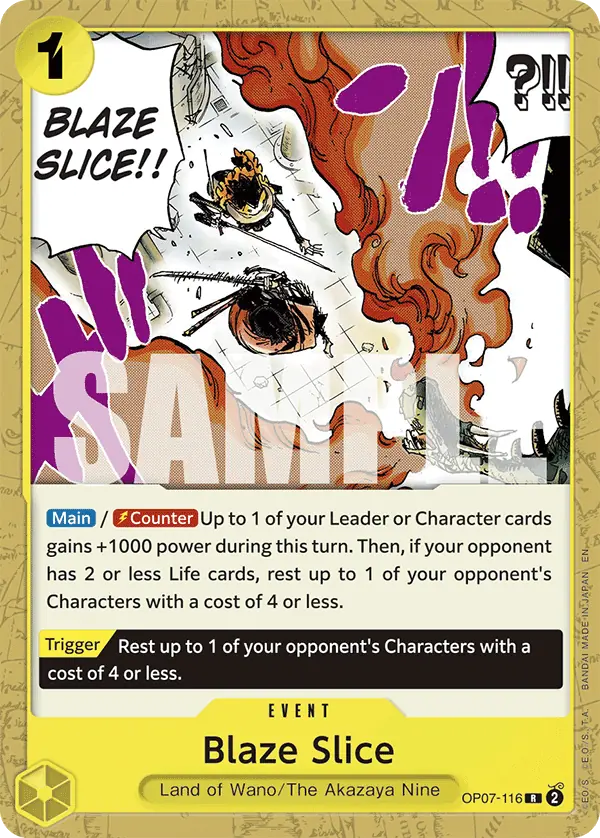 DLICHES EISMEER
1
BLAZE
SLICE!!
?!!!
!!
SAMPLE
Main / Counter Up to 1 of your Leader or Character cards
gains +1000 power during this turn. Then, if your opponent
has 2 or less Life cards, rest up to 1 of your opponent's
Characters with a cost of 4 or less.
Trigger Rest up to 1 of your opponent's Characters with a
cost of 4 or less.
EVENT
Blaze Slice
Land of Wano/The Akazaya Nine
OP07-116 R 2
©E.O./S.,T.A. BANDAI MADE IN JAPAN EN